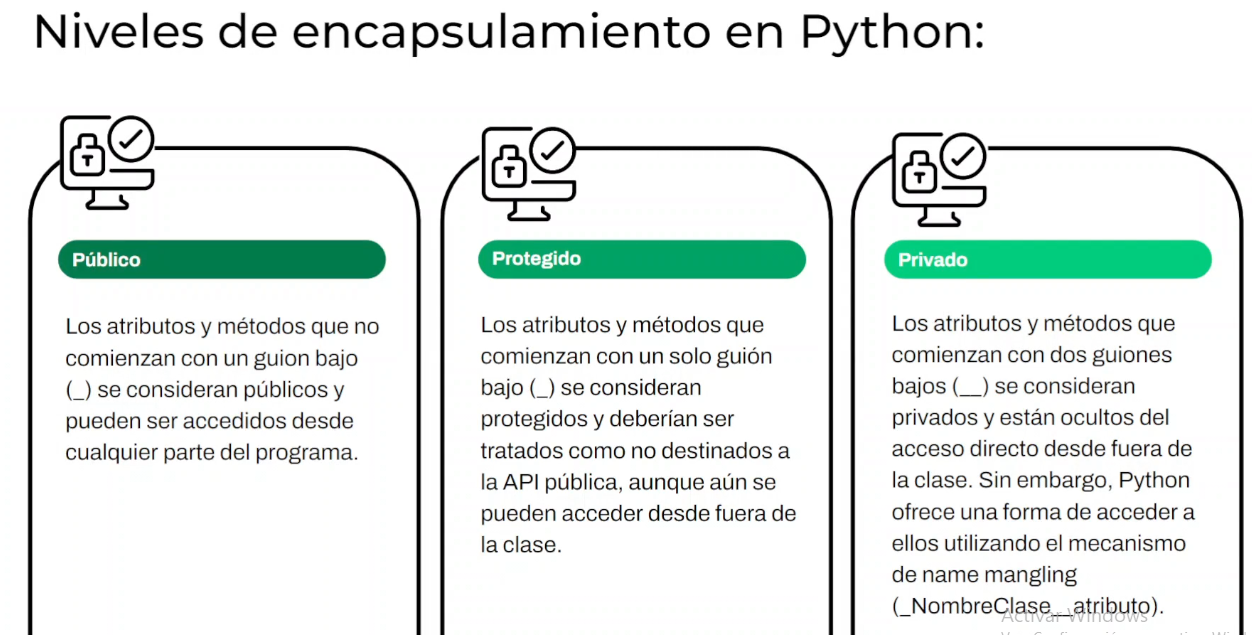 Niveles de encapsulamiento en Python:
Público
Los atributos y métodos que no
comienzan con un guion bajo
(_) se consideran públicos y
pueden ser accedidos desde
cualquier parte del programa.
Protegido
Los atributos y métodos que
comienzan con un solo guión
bajo (_) se consideran
protegidos y deberían ser
tratados como no destinados a
la API pública, aunque aún se
pueden acceder desde fuera de
la clase.
Privado
Los atributos y métodos que
comienzan con dos guiones
bajos (__) se consideran
privados y están ocultos del
acceso directo desde fuera de
la clase. Sin embargo, Python
ofrece una forma de acceder a
ellos utilizando el mecanismo
de name mangling
(_NombreClase__atributo).
Activar Windows